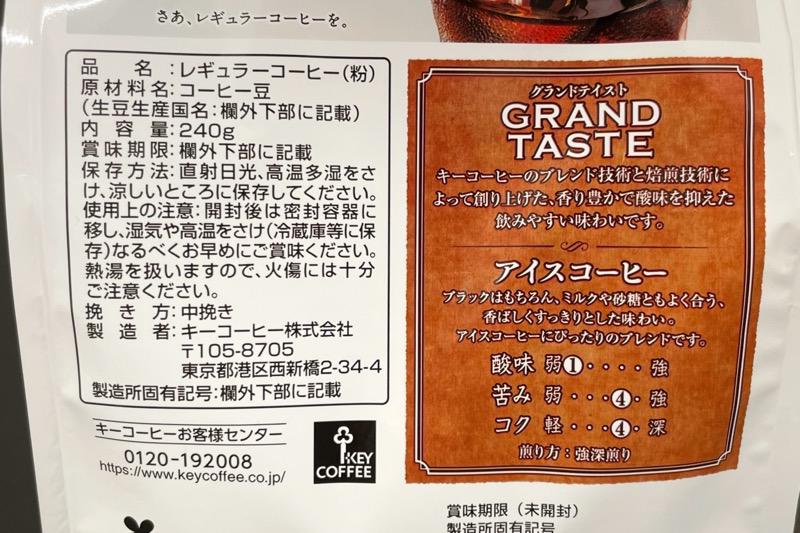 さあ、レギュラーコーヒーを。
品名:レギュラーコーヒー(粉)
原材料名:コーヒー豆
(生豆生産国名:欄外下部に記載)
内容量:240g
賞味期限:欄外下部に記載
保存方法:直射日光、高温多湿をさ
け、涼しいところに保存してください。
使用上の注意:開封後は密封容器に
移し、湿気や高温をさけ(冷蔵庫等に保
存)なるべくお早めにご賞味ください。
熱湯を扱いますので、火傷には十分
ご注意ください。
挽き方:中挽き
製造者:キーコーヒー株式会社
〒105-8705
東京都港区西新橋2-34-4
製造所固有記号:欄外下部に記載
キーコーヒーお客様センター
0120-192008
https://www.keycoffee.co.jp/
KEY
COFFEE
グランドテイスト
GRAND
TASTE
キーコーヒーのブレンド技術と焙煎技術に
よって創り上げた、香り豊かで酸味を抑えた
飲みやすい味わいです。
アイスコーヒー
ブラックはもちろん、ミルクや砂糖ともよく合う、
香ばしくすっきりとした味わい。
アイスコーヒーにぴったりのブレンドです。
酸味 弱①・・・・強
苦み 弱・・・④・強
コク 軽・・・④・深
煎り方:強深煎り
賞味期限(未開封)
製造所固有記号